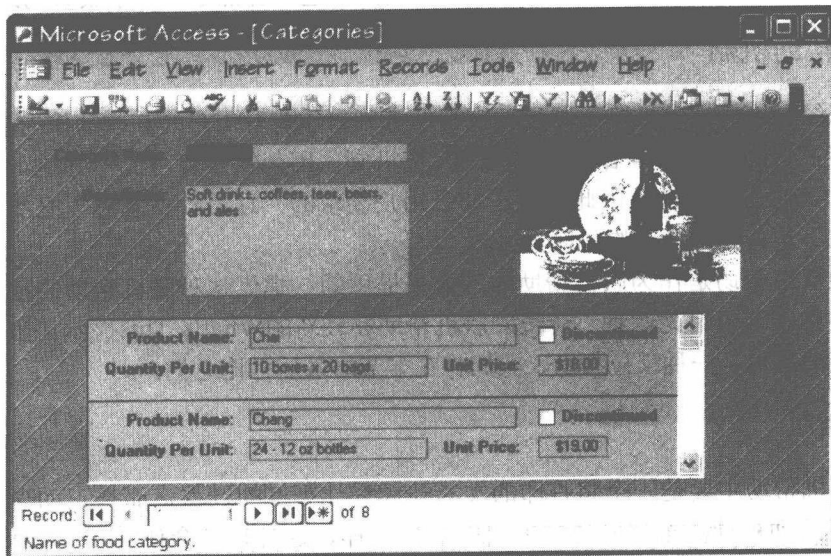 Microsoft Access - [Categories]
File Edit View Insert Format Records Tools Window Help
Soft drinks, coffees, teas, beers,
and ales
Product Name: Chai Discontinued
Quantity Per Unit: 10 boxes x 20 bags Unit Price: $18.00
Product Name: Chang Discontinued
Quantity Per Unit: 24 - 12 oz bottles Unit Price: $19.00
Record: 1 of 8
Name of food category.